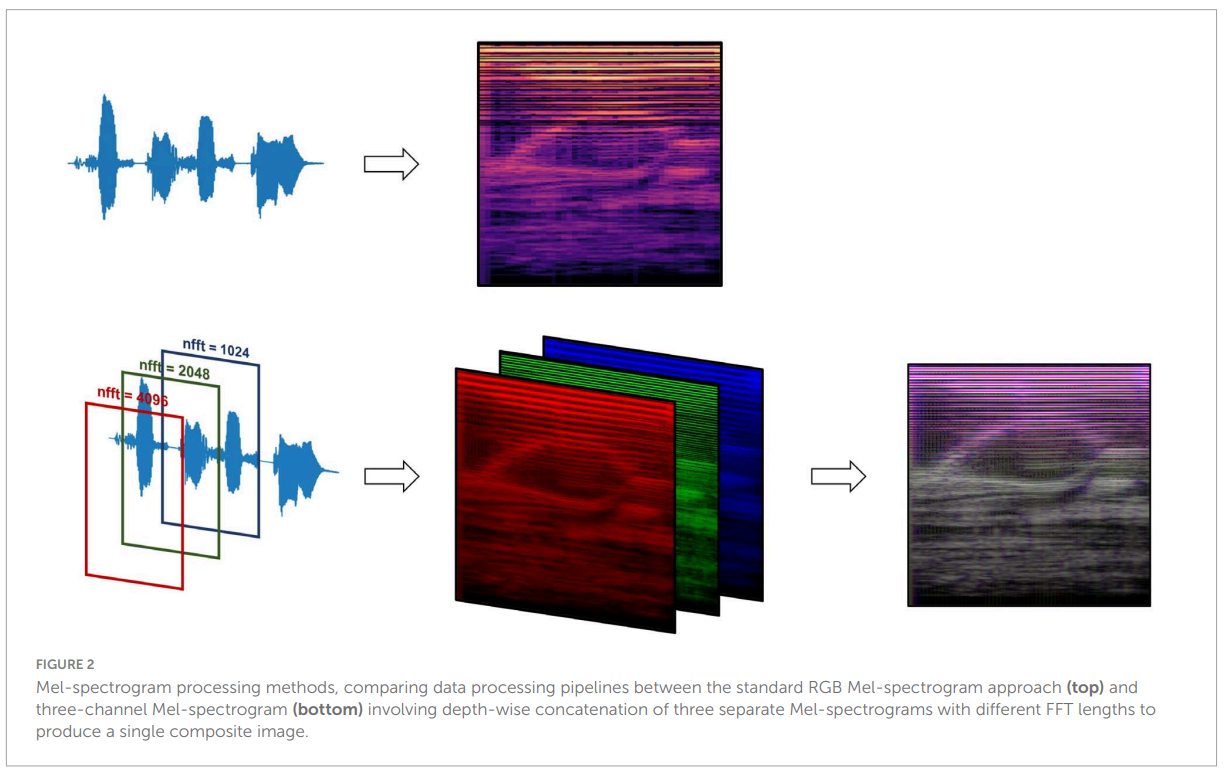 nfft = 1024
nfft = 2048
nfft = 4096
FIGURE 2
Mel-spectrogram processing methods, comparing data processing pipelines between the standard RGB Mel-spectrogram approach (top) and
three-channel Mel-spectrogram (bottom) involving depth-wise concatenation of three separate Mel-spectrograms with different FFT lengths to
produce a single composite image.